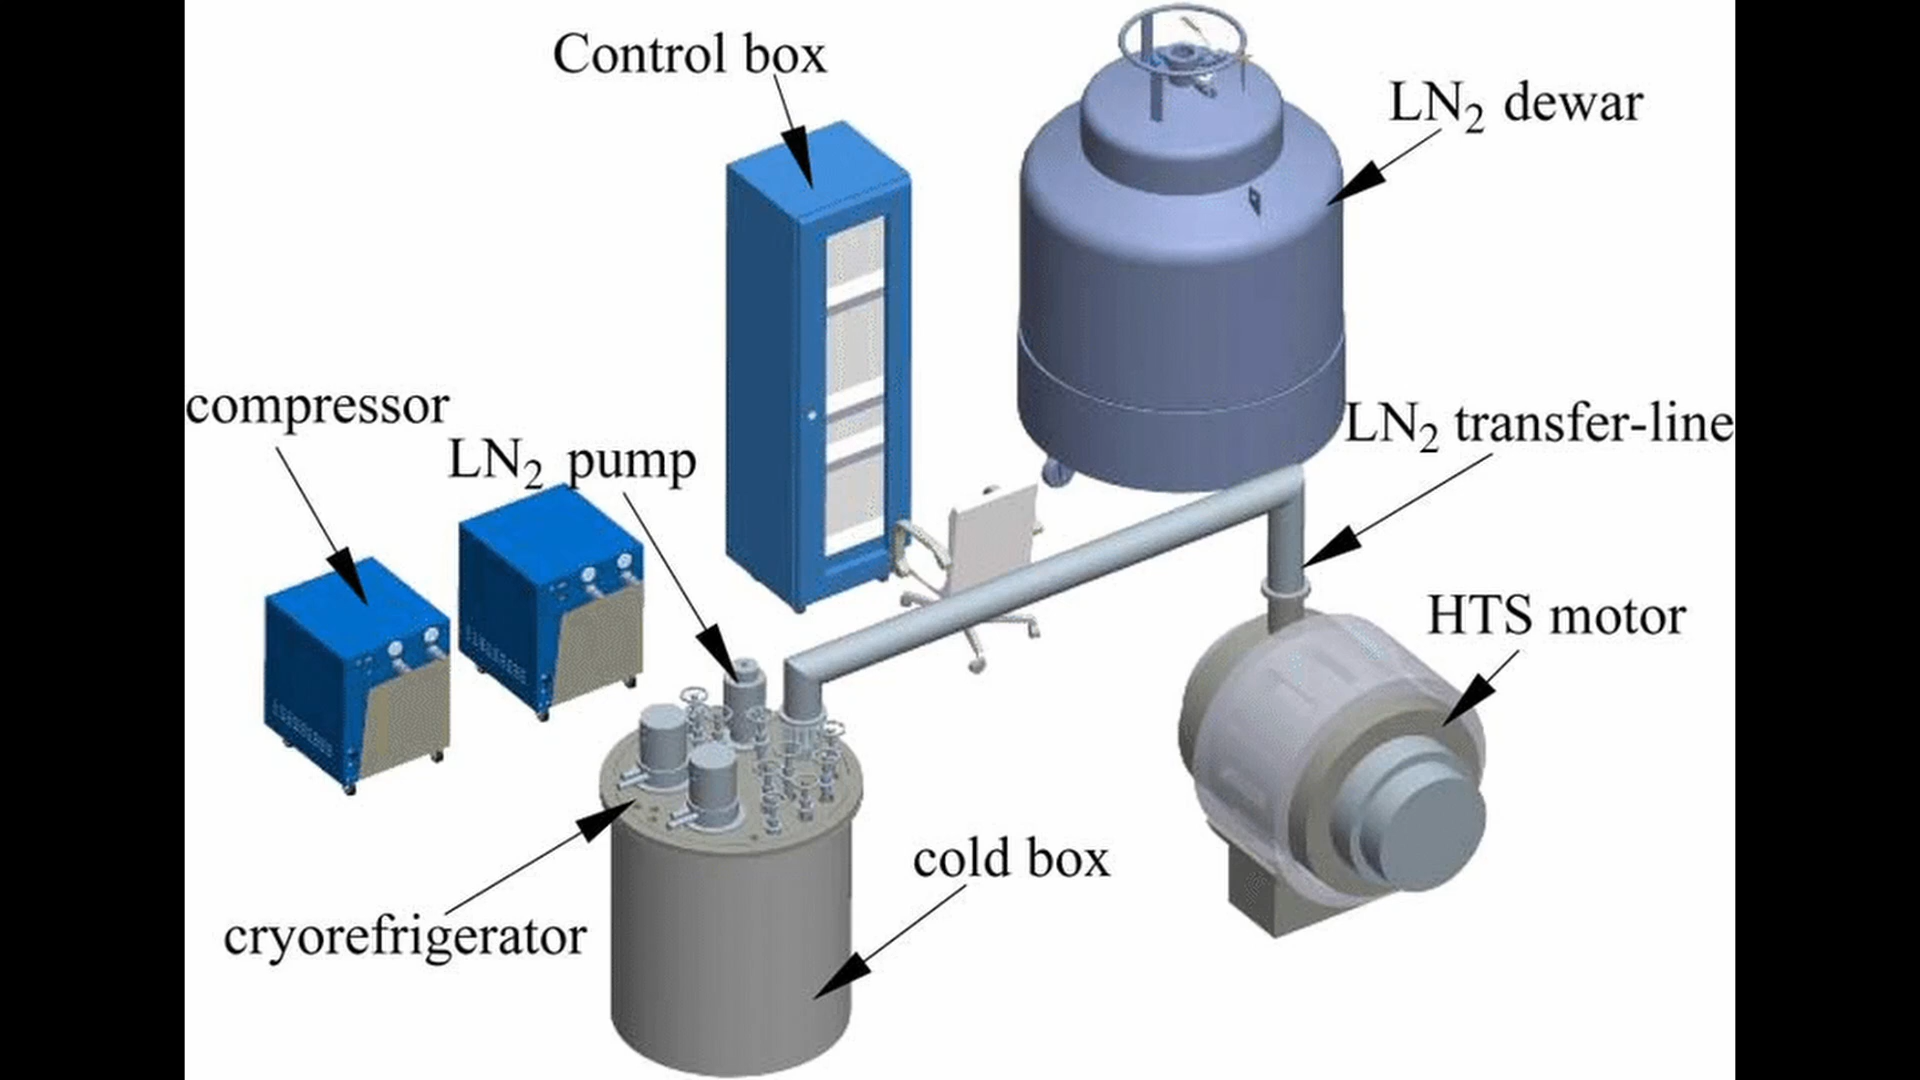 Control box
LN₂ dewar
compressor
LN₂ pump
LN₂ transfer-line
HTS motor
cold box
cryorefrigerator